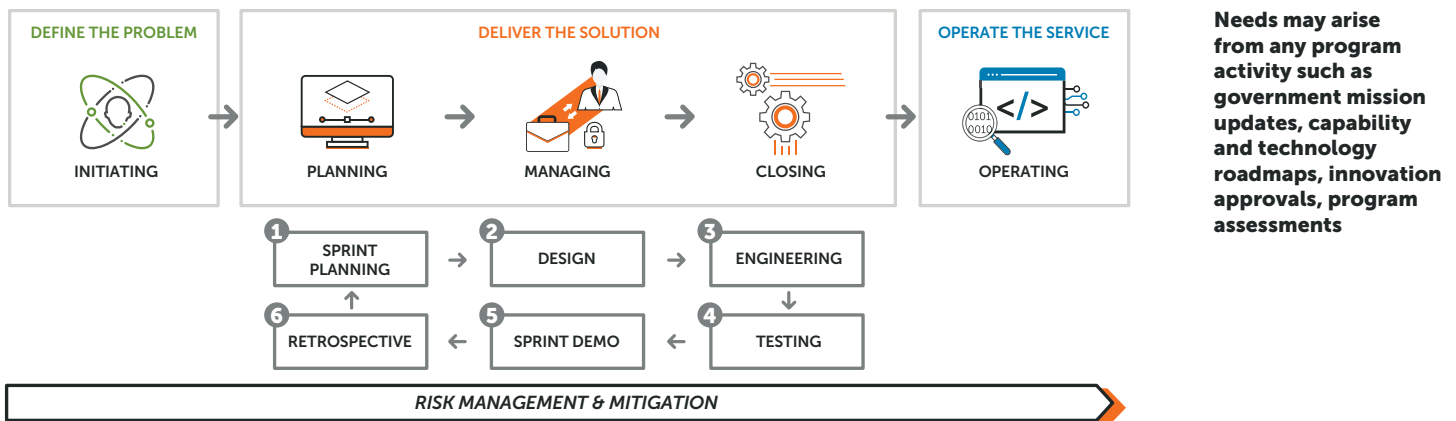 DEFINE THE PROBLEM
INITIATING
DELIVER THE SOLUTION
PLANNING
MANAGING
CLOSING
OPERATE THE SERVICE
</>
0101
0010
OPERATING
Needs may arise
from any program
activity such as
government mission
updates, capability
and technology
roadmaps, innovation
approvals, program
assessments
1
SPRINT
PLANNING
2
DESIGN
3
ENGINEERING
4
TESTING
5
SPRINT DEMO
6
RETROSPECTIVE
RISK MANAGEMENT & MITIGATION